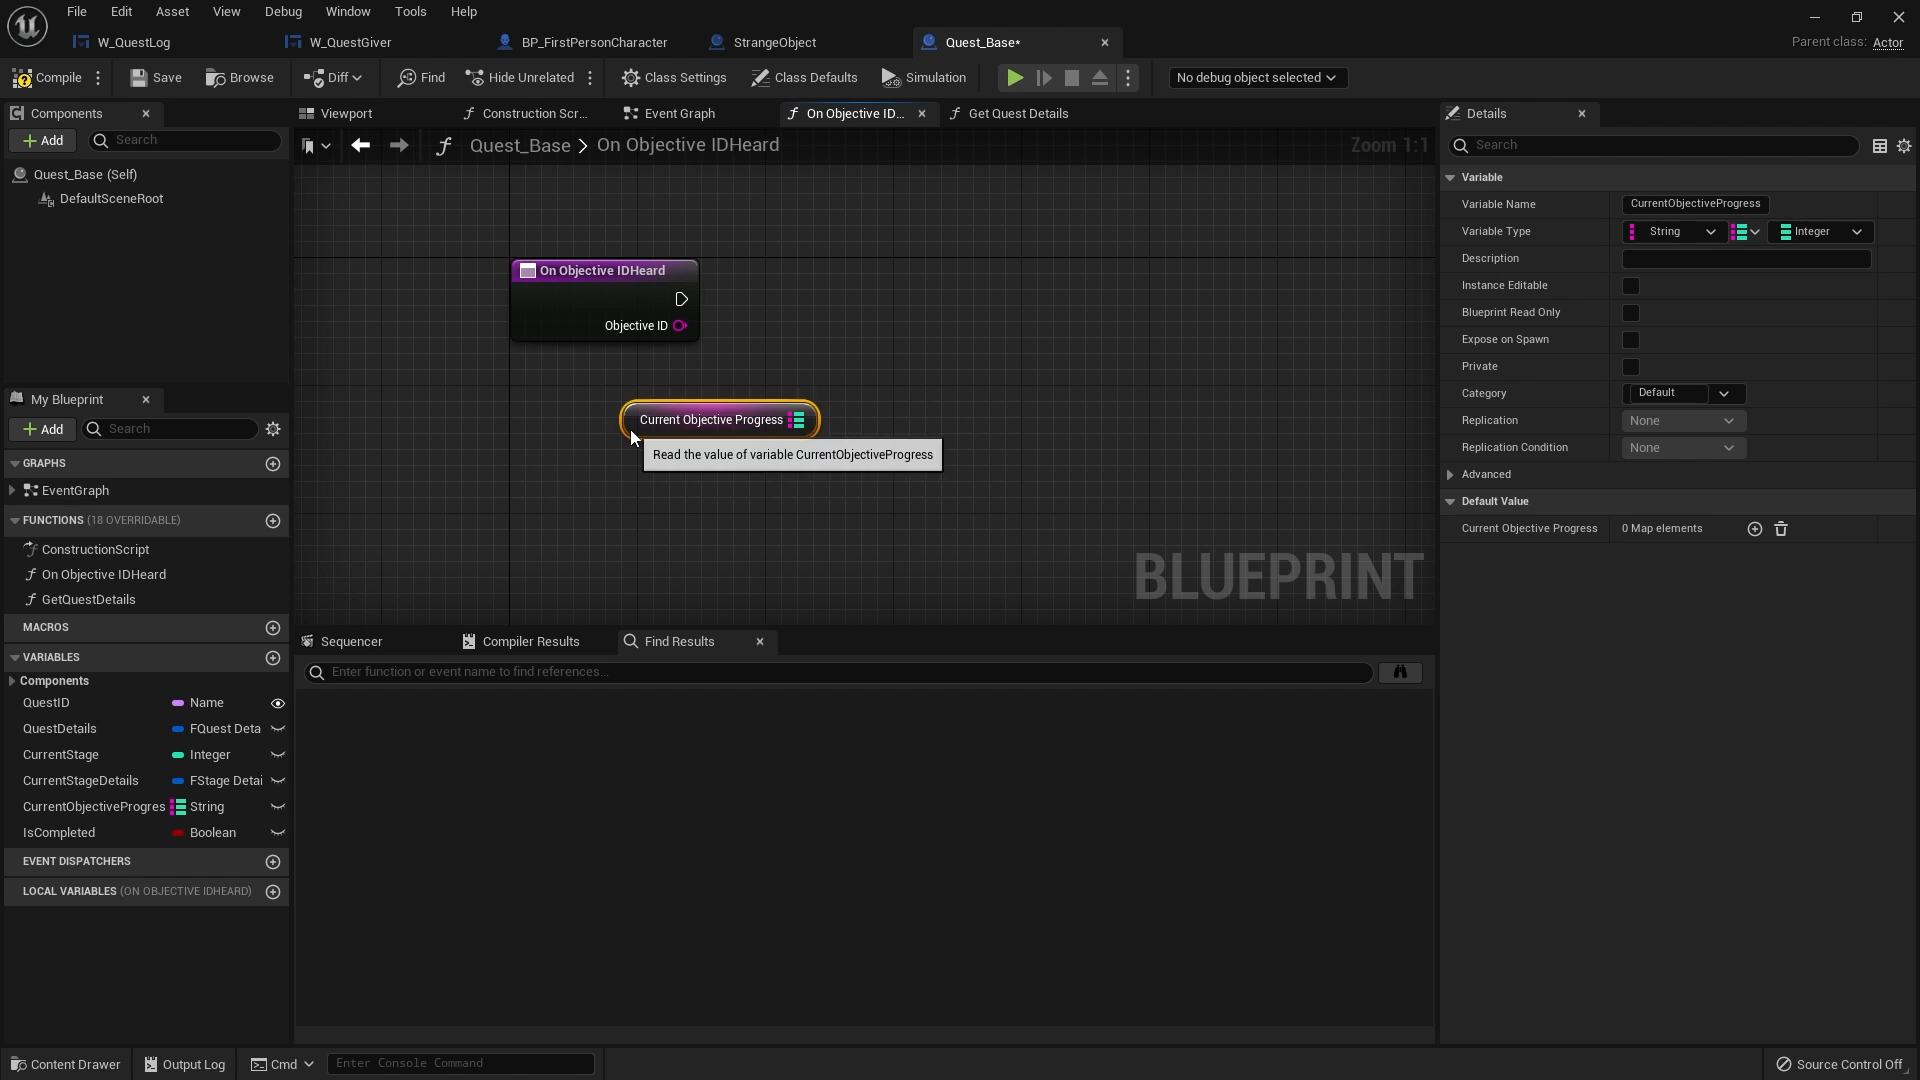 File Edit Asset View Debug Window Tools Help
W_QuestLog W_QuestGiver BP_FirstPersonCharacter StrangeObject Quest_Base* Parent class: Actor
Compile Save Browse Diff Find Hide Unrelated Class Settings Class Defaults Simulation No debug object selected
Components
Add Search
Quest_Base (Self)
DefaultSceneRoot
My Blueprint
Add Search
GRAPHS
EventGraph
FUNCTIONS (18 OVERRIDABLE)
ConstructionScript
On Objective IDHeard
GetQuestDetails
MACROS
VARIABLES
Components
QuestID Name
QuestDetails FQuest Deta
CurrentStage Integer
CurrentStageDetails FStage Detai
CurrentObjectiveProgres String
IsCompleted Boolean
EVENT DISPATCHERS
LOCAL VARIABLES (ON OBJECTIVE IDHEARD)
Viewport Construction Scr... Event Graph On Objective ID... Get Quest Details
Quest_Base > On Objective IDHeard Zoom 1:1
On Objective IDHeard
Objective ID
Current Objective Progress
Read the value of variable CurrentObjectiveProgress
BLUEPRINT
Sequencer Compiler Results Find Results
Enter function or event name to find references...
Details
Search
Variable
Variable Name CurrentObjectiveProgress
Variable Type String Integer
Description
Instance Editable
Blueprint Read Only
Expose on Spawn
Private
Category Default
Replication None
Replication Condition None
Advanced
Default Value
Current Objective Progress 0 Map elements
Content Drawer Output Log Cmd Enter Console Command Source Control Off